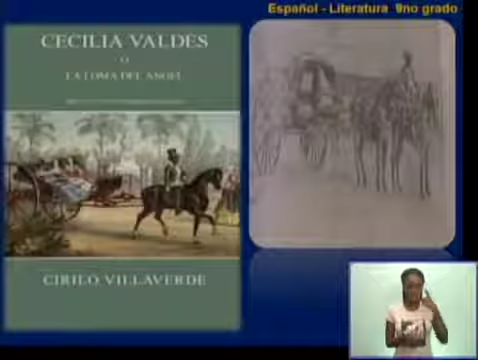 Español - Literatura 9no grado
CECILIA VALDES
O
LA LOMA DEL ANGEL
CIRILO VILLAVERDE